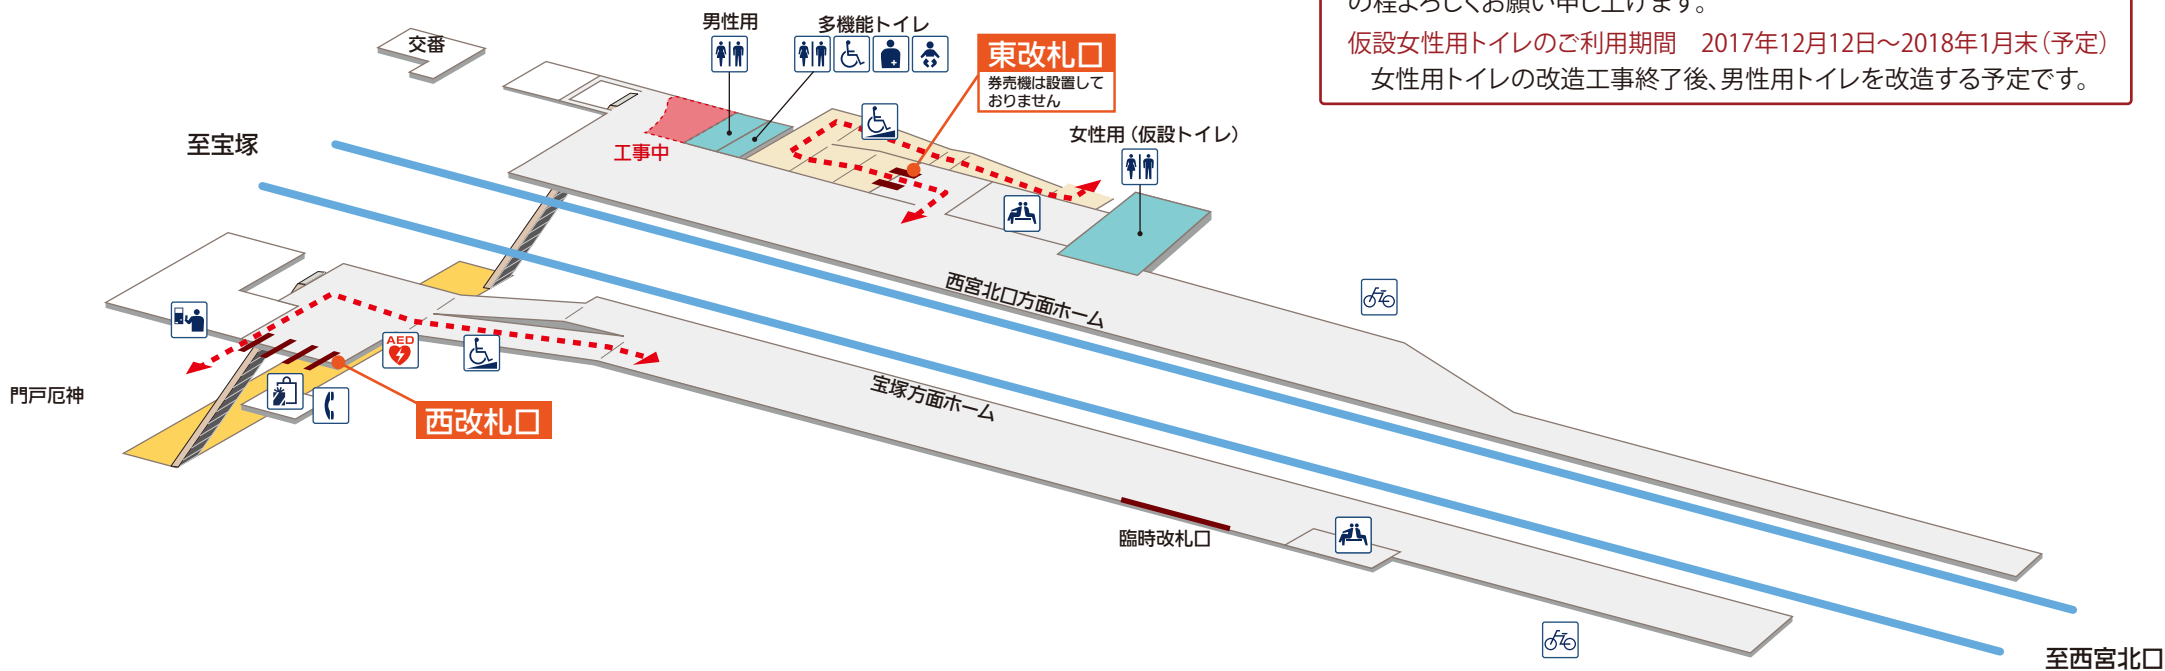 の程よろしくお願い申し上げます。
仮設女性用トイレのご利用期間　2017年12月12日～2018年1月末（予定）
女性用トイレの改造工事終了後、男性用トイレを改造する予定です。
男性用
多機能トイレ
交番
東改札口
券売機は設置して
おりません
女性用（仮設トイレ）
至宝塚
工事中
西宮北口方面ホーム
AED
門戸厄神
西改札口
宝塚方面ホーム
臨時改札口
至西宮北口